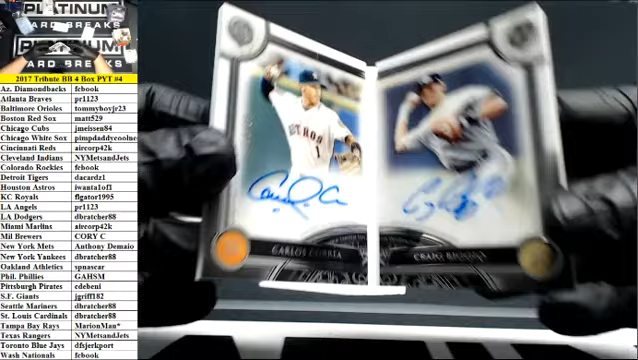 PLATINUM
CARD BREAKS
PLATINUM
CARD BREAKS
2017 Tribute BB 4 Box PYT #4
Az. Diamondbacks fcbook
Atlanta Braves pr1123
Baltimore Orioles tommyboyjr23
Boston Red Sox matt529
Chicago Cubs jmeissen84
Chicago White Sox pimpdaddycoolnes
Cincinnati Reds aircorp42k
Cleveland Indians NYMetsandJets
Colorado Rockies fcbook
Detroit Tigers dacardz1
Houston Astros iwanta1of1
KC Royals flgator1995
LA Angels pr1123
LA Dodgers dbratcher88
Miami Marlins aircorp42k
Mil Brewers CORY C
New York Mets Anthony Demaio
New York Yankees dbratcher88
Oakland Athletics spnascar
Phil. Phillies GAHSM
Pittsburgh Pirates cdebeni
S.F. Giants jgriff182
Seattle Mariners dbratcher88
St. Louis Cardinals dbratcher88
Tampa Bay Rays MarionMan*
Texas Rangers NYMetsandJets
Toronto Blue Jays dfsjerkport
Wash Nationals fcbook
1
CARLOS CORREA
CRAIG